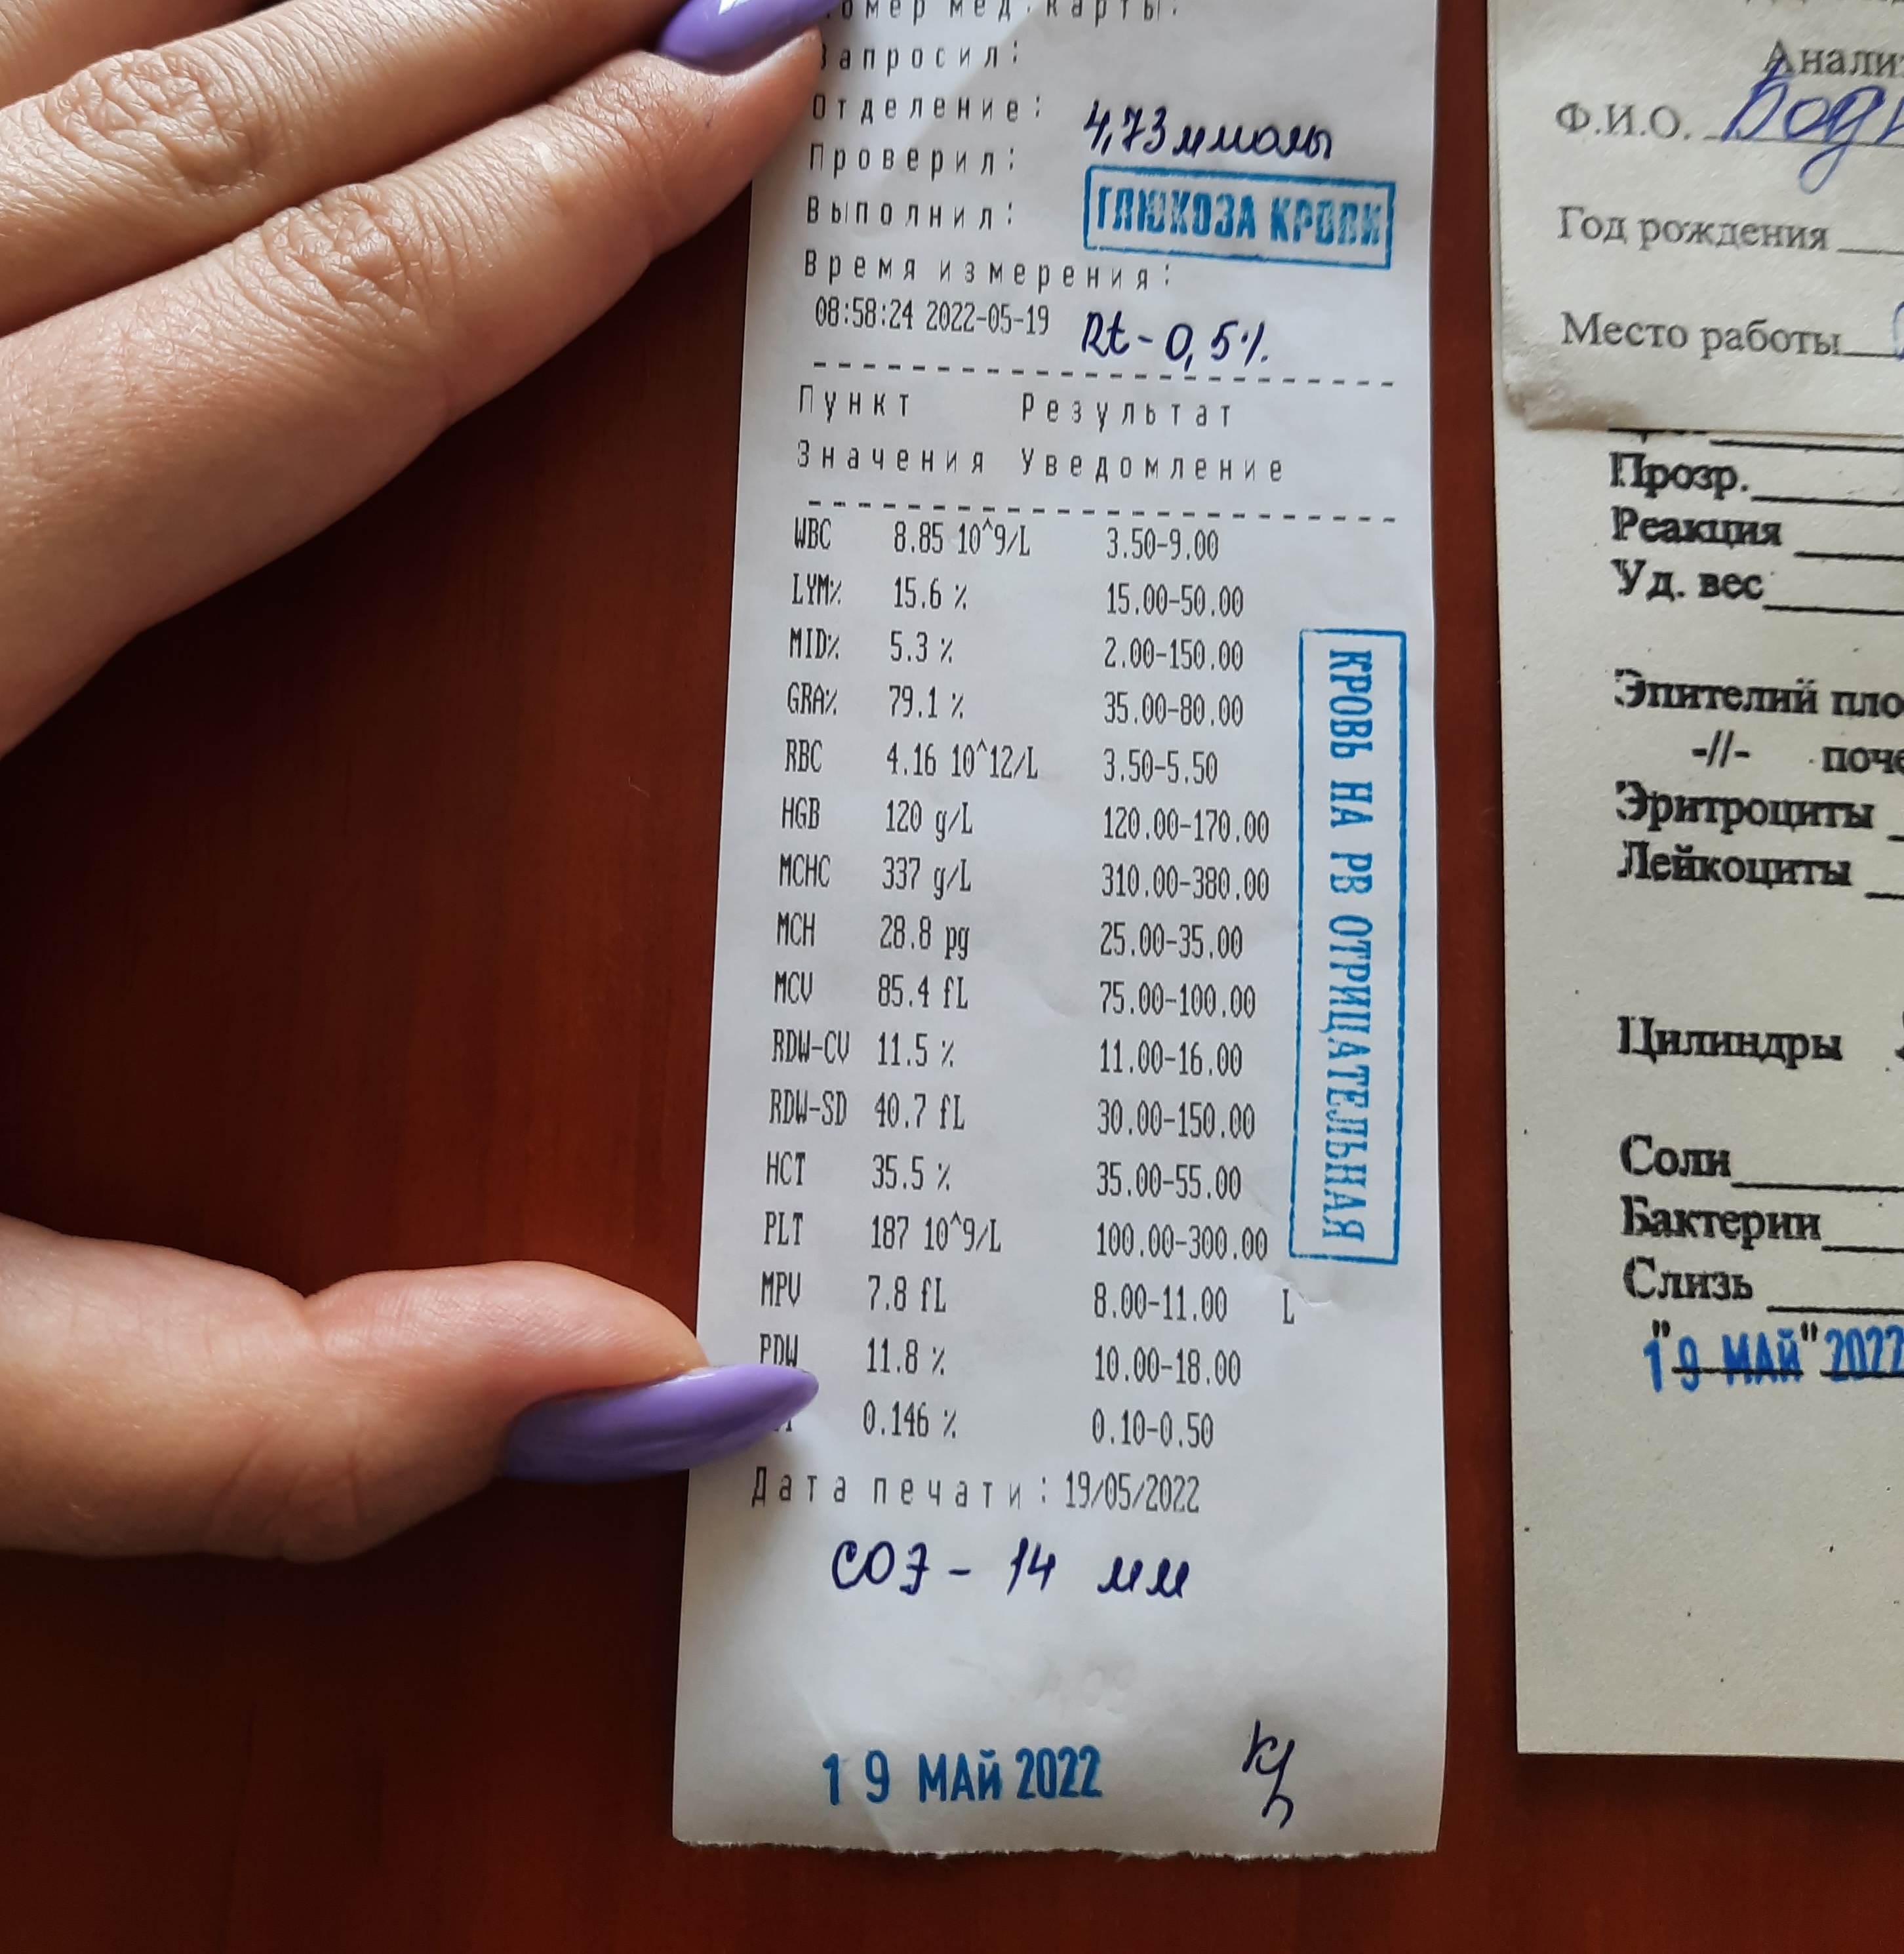 мед. карты:
Запросил:
Отделение:
4,73 ммоль
Проверил:
Выполнил:
ГЛЮКОЗА КРОВИ
Время измерения:
08:58:24 2022-05-19
Rt - 0,5%.
Пункт Результат
Значения Уведомление
WBC 8.85 10^9/L 3.50-9.00
LYM% 15.6 % 15.00-50.00
MID% 5.3 % 2.00-150.00
GRA% 79.1 % 35.00-80.00
RBC 4.16 10^12/L 3.50-5.50
HGB 120 g/L 120.00-170.00
MCHC 337 g/L 310.00-380.00
MCH 28.8 pg 25.00-35.00
MCV 85.4 fL 75.00-100.00
RDW-CV 11.5 % 11.00-16.00
RDW-SD 40.7 fL 30.00-150.00
HCT 35.5 % 35.00-55.00
PLT 187 10^9/L 100.00-300.00
MPV 7.8 fL 8.00-11.00 L
PDW 11.8 % 10.00-18.00
0.146 % 0.10-0.50
Дата печати: 19/05/2022
СОЭ - 14 мм
19 МАЙ 2022
КРОВЬ НА РВ ОТРИЦАТЕЛЬНАЯ
Ф.И.О.
Год рождения
Место работы
Прозр.
Реакция
Уд. вес
Эпителий
-//-
Эритроциты
Лейкоциты
Цилиндры
Соли
Бактерии
Слизь
"19 МАЙ" 2022